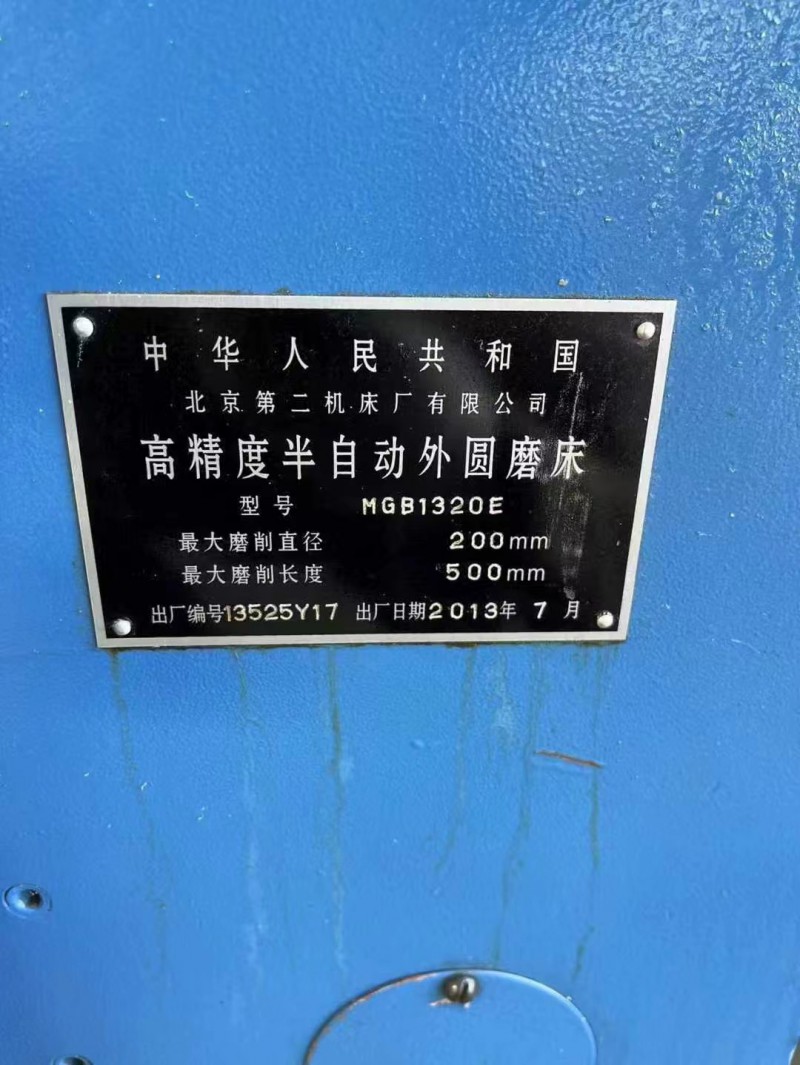 中华人民共和国
北京第二机床厂有限公司
高精度半自动外圆磨床
型号 MGB1320E
最大磨削直径 200mm
最大磨削长度 500mm
出厂编号13525Y17 出厂日期2013年7月